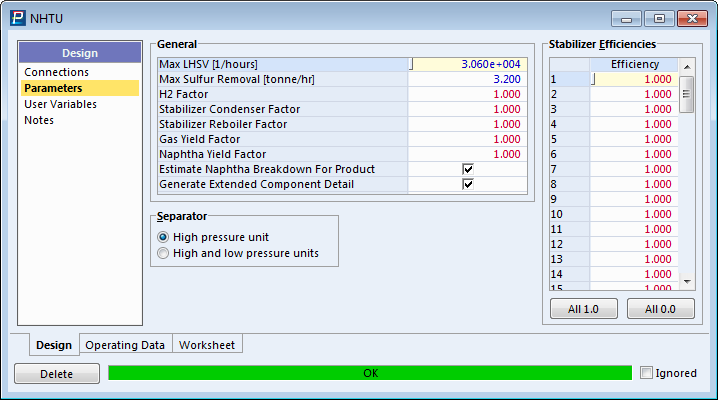 NHTU
Design
Connections
Parameters
User Variables
Notes
General
Max LHSV [1/hours] 3.060e+004
Max Sulfur Removal [tonne/hr] 3.200
H2 Factor 1.000
Stabilizer Condenser Factor 1.000
Stabilizer Reboiler Factor 1.000
Gas Yield Factor 1.000
Naphtha Yield Factor 1.000
Estimate Naphtha Breakdown For Product
Generate Extended Component Detail
Separator
High pressure unit
High and low pressure units
Stabilizer Efficiencies
Efficiency
1 1.000
2 1.000
3 1.000
4 1.000
5 1.000
6 1.000
7 1.000
8 1.000
9 1.000
10 1.000
11 1.000
12 1.000
13 1.000
14 1.000
15 1.000
All 1.0 All 0.0
Design Operating Data Worksheet
Delete OK Ignored